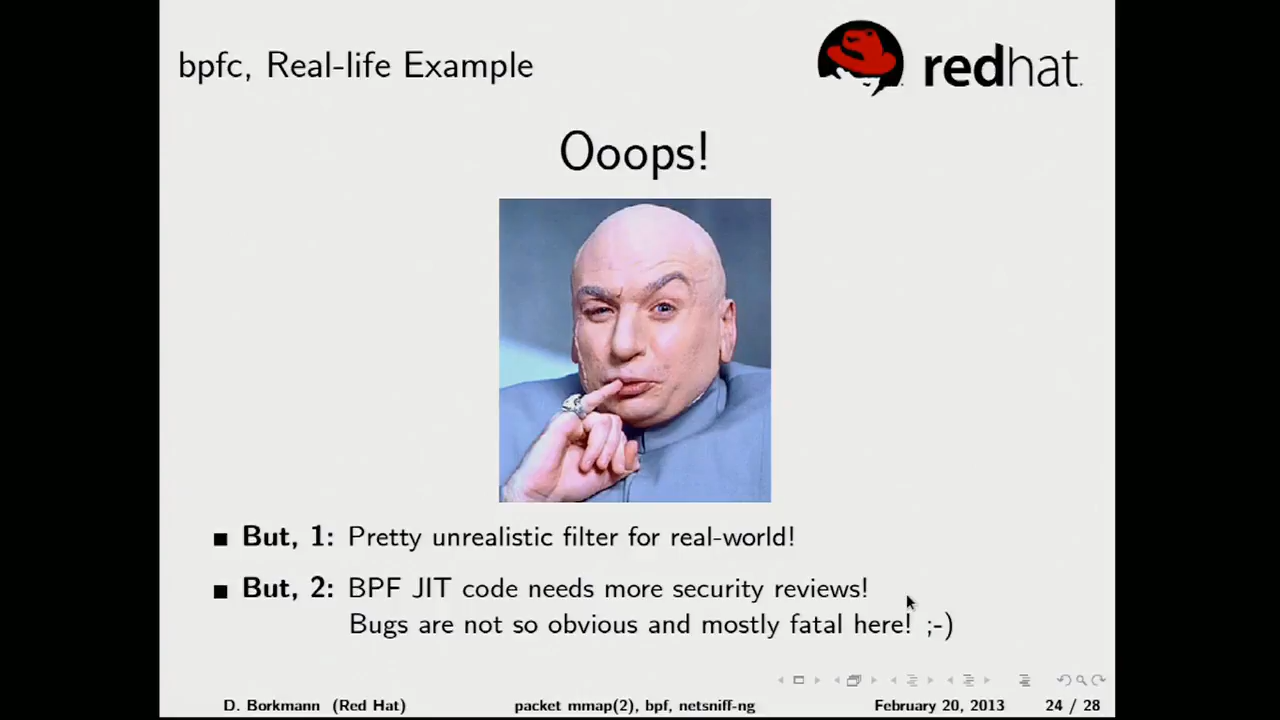 bpfc, Real-life Example
redhat.
Ooops!
But, 1: Pretty unrealistic filter for real-world!
But, 2: BPF JIT code needs more security reviews!
Bugs are not so obvious and mostly fatal here! ;-)
D. Borkmann (Red Hat) packet mmap(2), bpf, netsniff-ng February 20, 2013 24 / 28